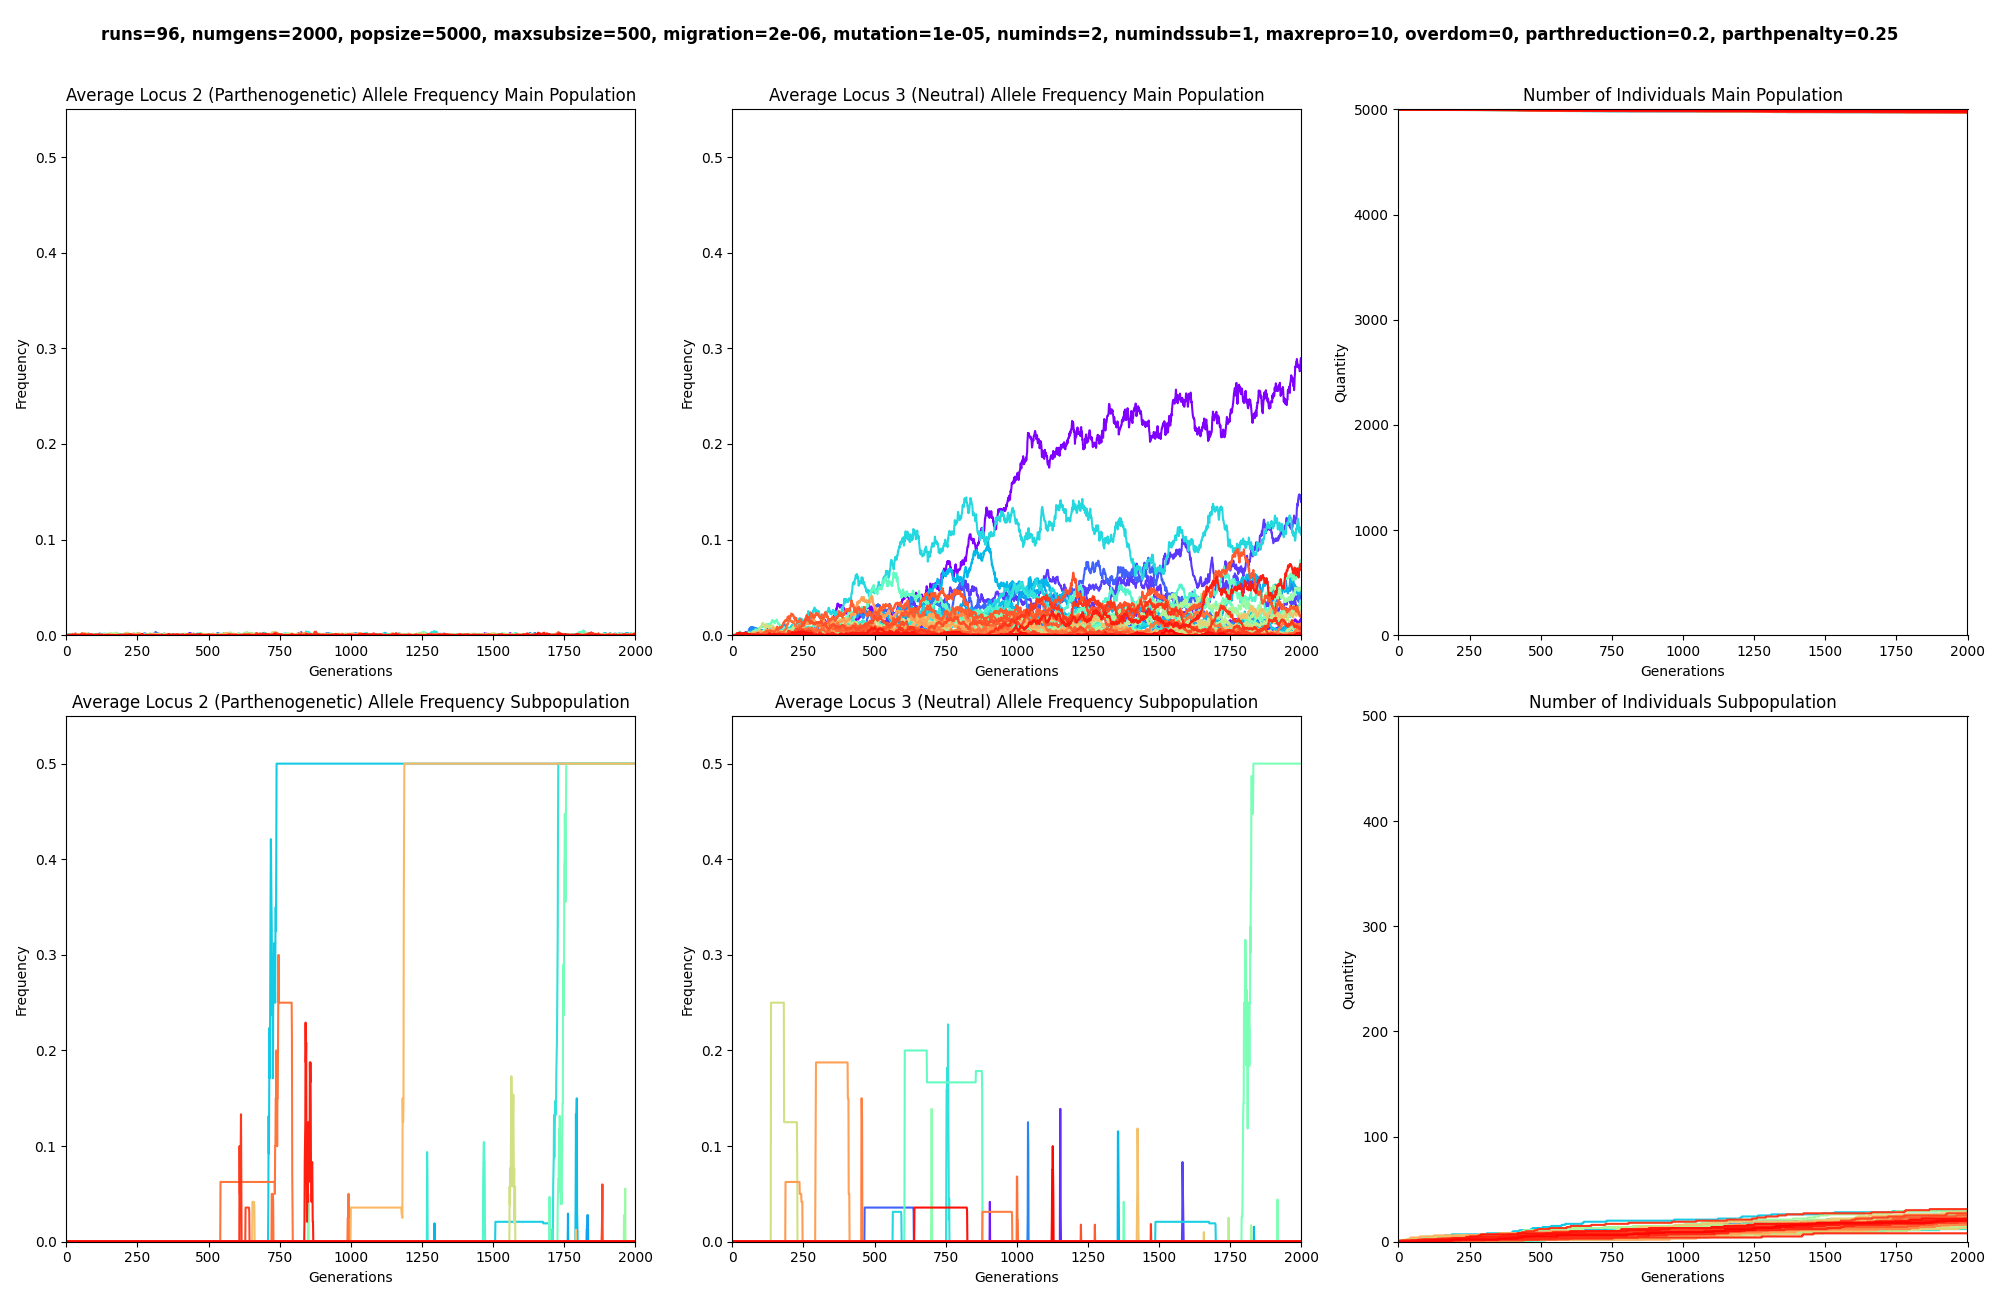 runs=96, numgens=2000, popsize=5000, maxsubsize=500, migration=2e-06, mutation=1e-05, numinds=2, numindssub=1, maxrepro=10, overdom=0, parthreduction=0.2, parthpenalty=0.25
Average Locus 2 (Parthenogenetic) Allele Frequency Main Population
Frequency
0.5
0.4
0.3
0.2
0.1
0.0
0 250 500 750 1000 1250 1500 1750 2000
Generations
Average Locus 3 (Neutral) Allele Frequency Main Population
Frequency
0.5
0.4
0.3
0.2
0.1
0.0
0 250 500 750 1000 1250 1500 1750 2000
Generations
Number of Individuals Main Population
Quantity
5000
4000
3000
2000
1000
0
0 250 500 750 1000 1250 1500 1750 2000
Generations
Average Locus 2 (Parthenogenetic) Allele Frequency Subpopulation
Frequency
0.5
0.4
0.3
0.2
0.1
0.0
0 250 500 750 1000 1250 1500 1750 2000
Generations
Average Locus 3 (Neutral) Allele Frequency Subpopulation
Frequency
0.5
0.4
0.3
0.2
0.1
0.0
0 250 500 750 1000 1250 1500 1750 2000
Generations
Number of Individuals Subpopulation
Quantity
500
400
300
200
100
0
0 250 500 750 1000 1250 1500 1750 2000
Generations